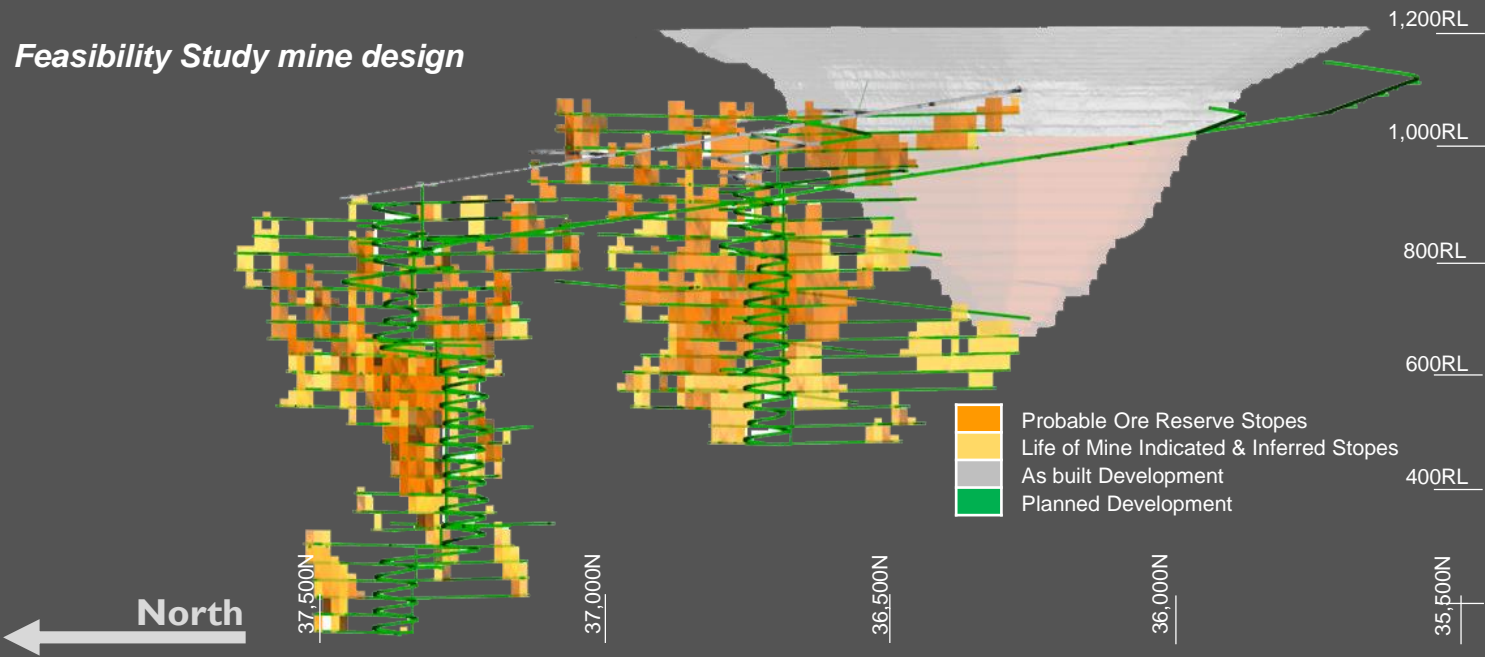 1,200RL
Feasibility Study mine design
1,000RL
800RL
600RL
Probable Ore Reserve Stopes
Life of Mine Indicated & Inferred Stopes
As built Development
Planned Development
400RL
North
37,500N
37,000N
36,500N
36,000N
35,500N